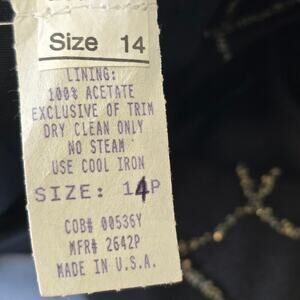 Size 14
LINING:
100% ACETATE
EXCLUSIVE OF TRIM
DRY CLEAN ONLY
NO STEAM
USE COOL IRON
SIZE: 14P
COB# 00536Y
MFR# 2642P
MADE IN U.S.A.